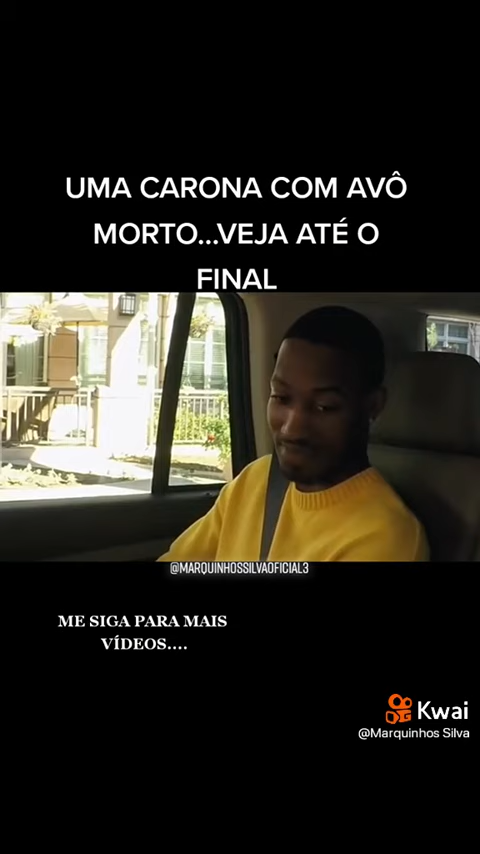 UMA CARONA COM AVÔ
MORTO...VEJA ATÉ O
FINAL
@MARQUINHOSSILVAOFICIAL3
ME SIGA PARA MAIS
VÍDEOS....
Kwai
@Marquinhos Silva